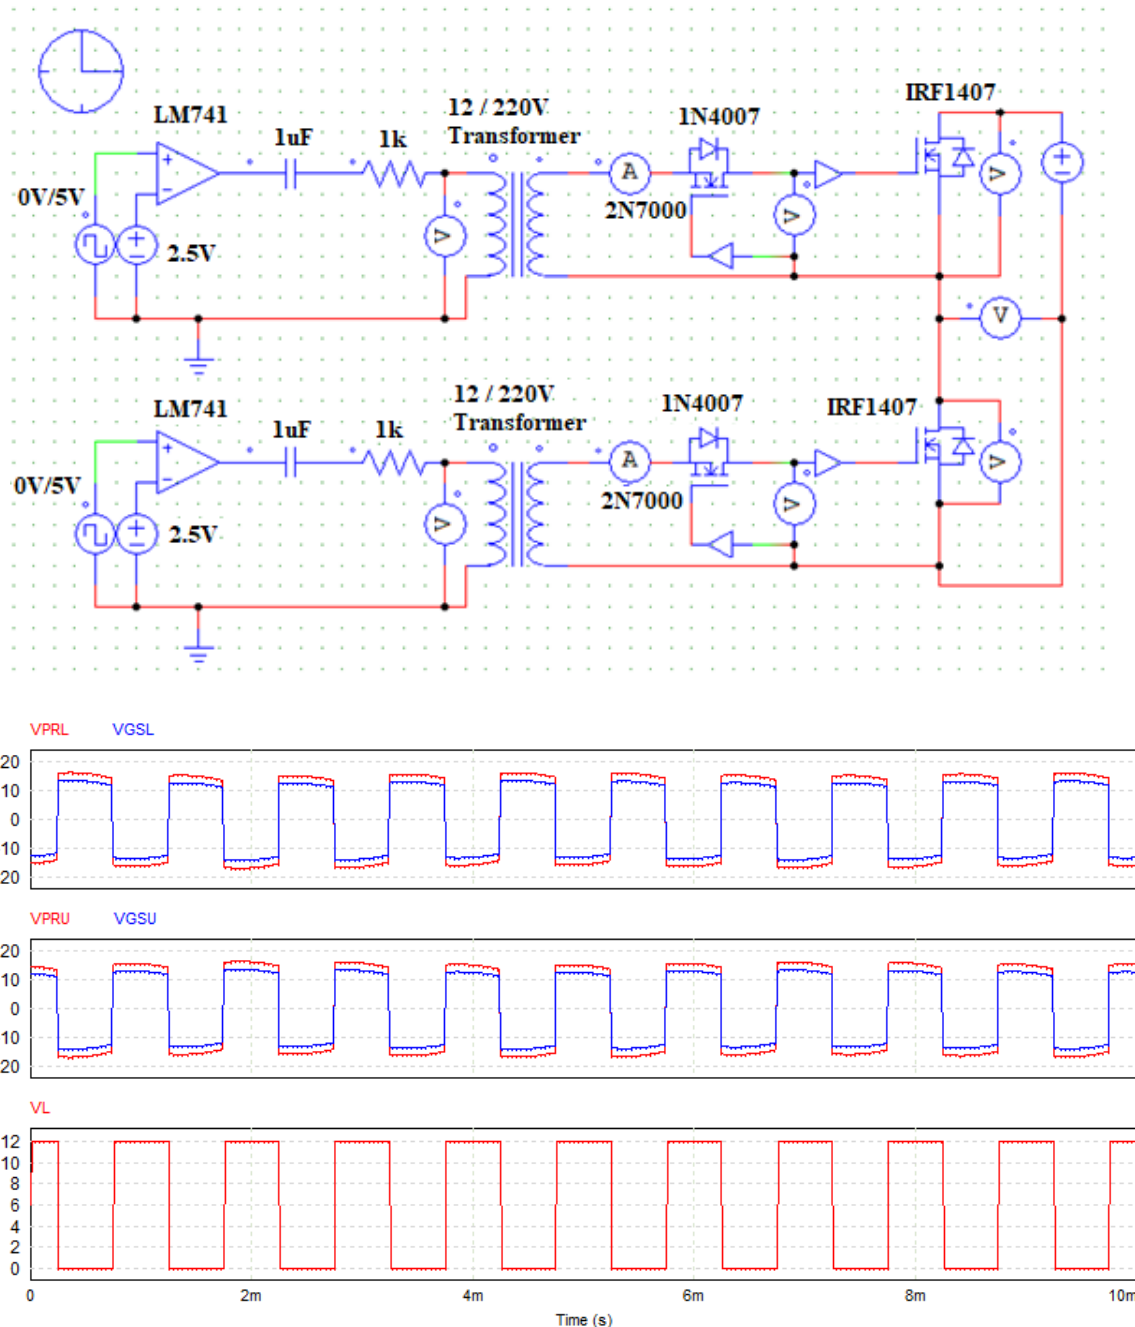 IRF1407
12 / 220V
Transformer
LM741
1uF
1k
1N4007
A
2N7000
0V/5V
2.5V
V
V
V
V
12 / 220V
Transformer
LM741
1uF
1k
1N4007
IRF1407
A
2N7000
0V/5V
2.5V
V
V
V
VPRL VGSL
20
10
0
10
20
VPRU VGSU
20
10
0
10
20
VL
12
10
8
6
4
2
0
0 2m 4m 6m 8m 10m
Time (s)